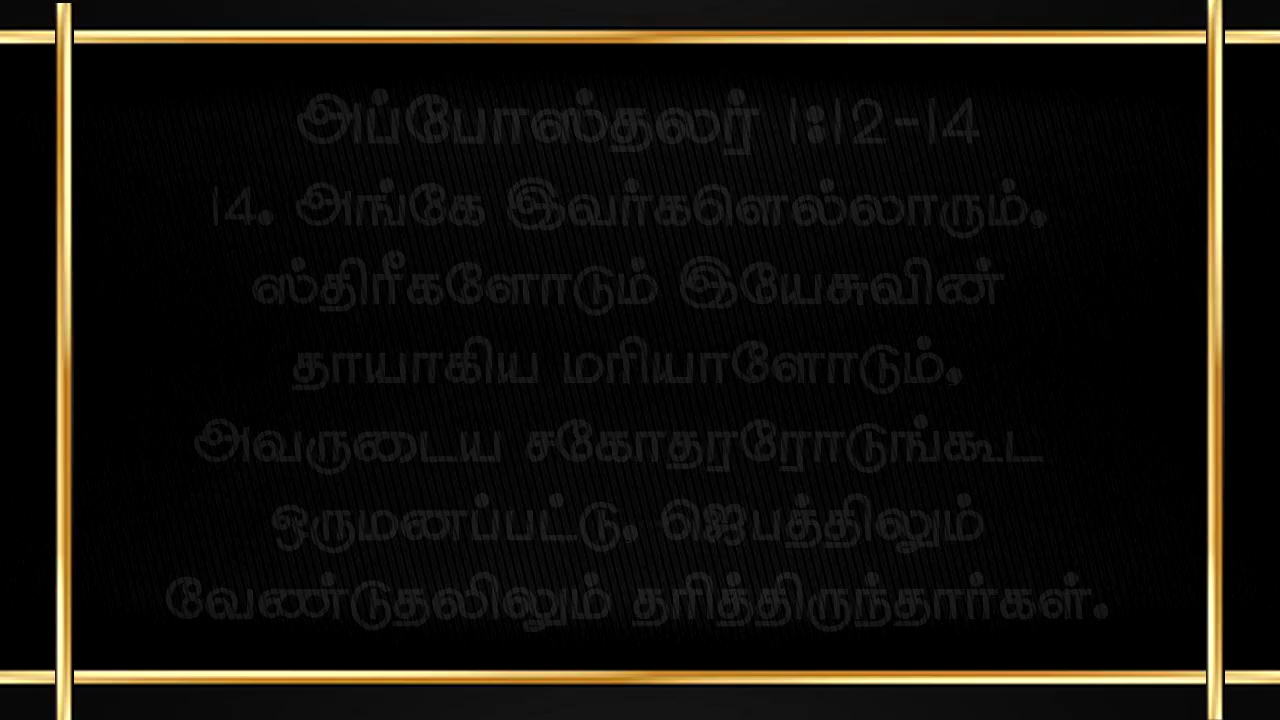 அப்போஸ்தலர் 1:12-14
14. அங்கே இவர்களெல்லாரும்,
ஸ்திரீகளோடும் இயேசுவின்
தாயாகிய மரியாளோடும்,
அவருடைய சகோதரரோடுங்கூட
ஒருமனப்பட்டு, ஜெபத்திலும்
வேண்டுதலிலும் தரித்திருந்தார்கள்.